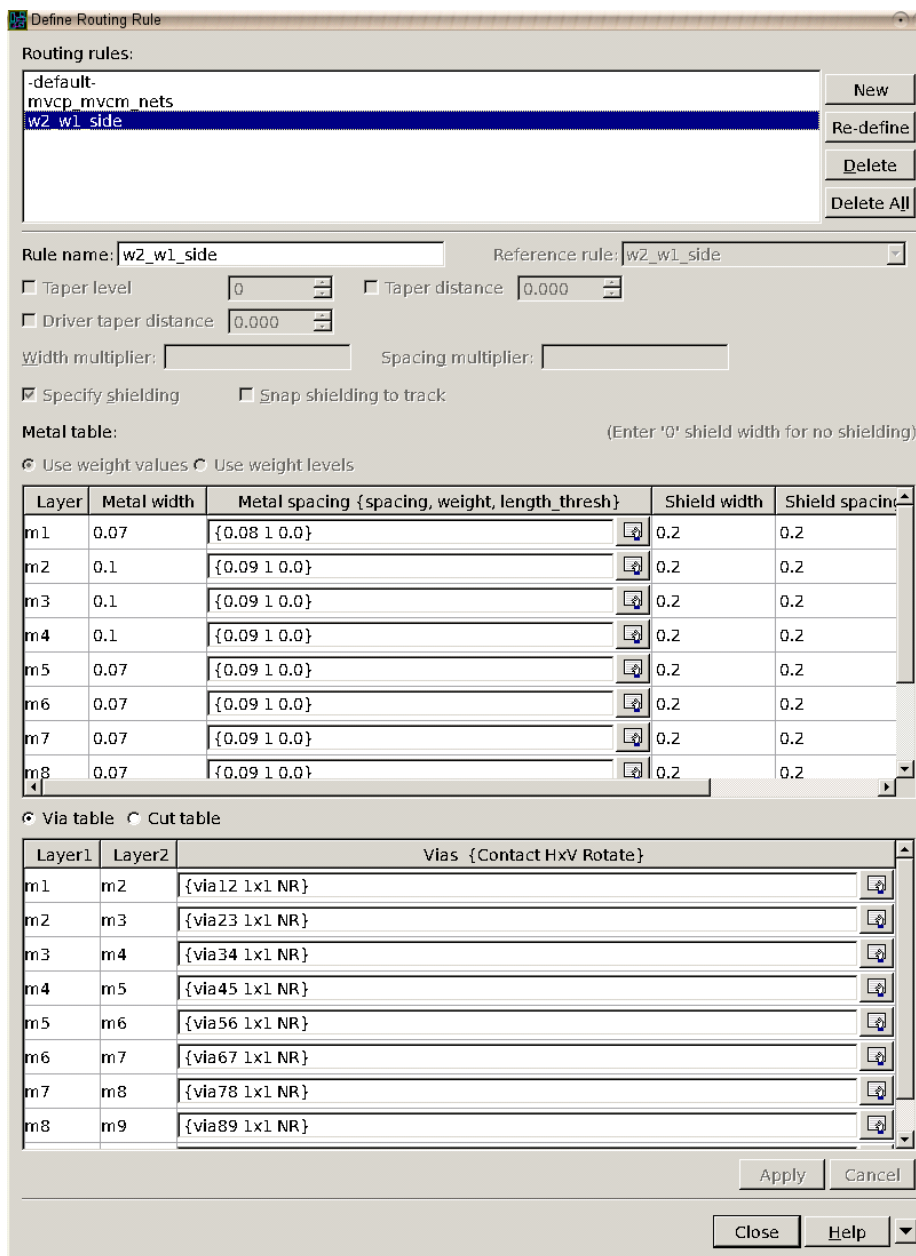 Define Routing Rule
Routing rules:
-default-
mvcp_mvcm_nets
w2_w1_side
New
Re-define
Delete
Delete All
Rule name: w2_w1_side Reference rule: w2_w1_side
Taper level 0 Taper distance 0.000
Driver taper distance 0.000
Width multiplier: Spacing multiplier:
Specify shielding Snap shielding to track
Metal table: (Enter '0' shield width for no shielding)
Use weight values Use weight levels
Layer Metal width Metal spacing {spacing, weight, length_thresh} Shield width Shield spacing
m1 0.07 {0.08 1 0.0} 0.2 0.2
m2 0.1 {0.09 1 0.0} 0.2 0.2
m3 0.1 {0.09 1 0.0} 0.2 0.2
m4 0.1 {0.09 1 0.0} 0.2 0.2
m5 0.07 {0.09 1 0.0} 0.2 0.2
m6 0.07 {0.09 1 0.0} 0.2 0.2
m7 0.07 {0.09 1 0.0} 0.2 0.2
m8 0.07 {0.09 1 0.0} 0.2 0.2
Via table Cut table
Layer1 Layer2 Vias {Contact HxV Rotate}
m1 m2 {via12 1x1 NR}
m2 m3 {via23 1x1 NR}
m3 m4 {via34 1x1 NR}
m4 m5 {via45 1x1 NR}
m5 m6 {via56 1x1 NR}
m6 m7 {via67 1x1 NR}
m7 m8 {via78 1x1 NR}
m8 m9 {via89 1x1 NR}
Apply Cancel
Close Help